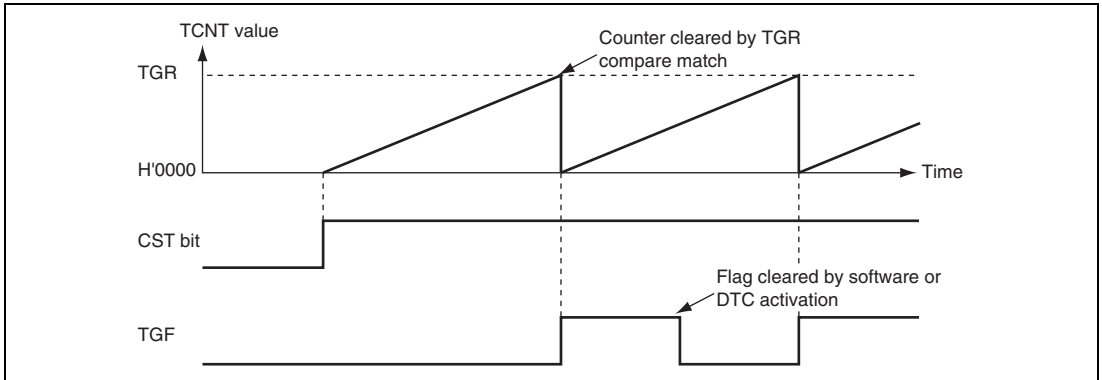 TCNT value
Counter cleared by TGR
compare match
TGR
H'0000
Time
CST bit
Flag cleared by software or
DTC activation
TGF